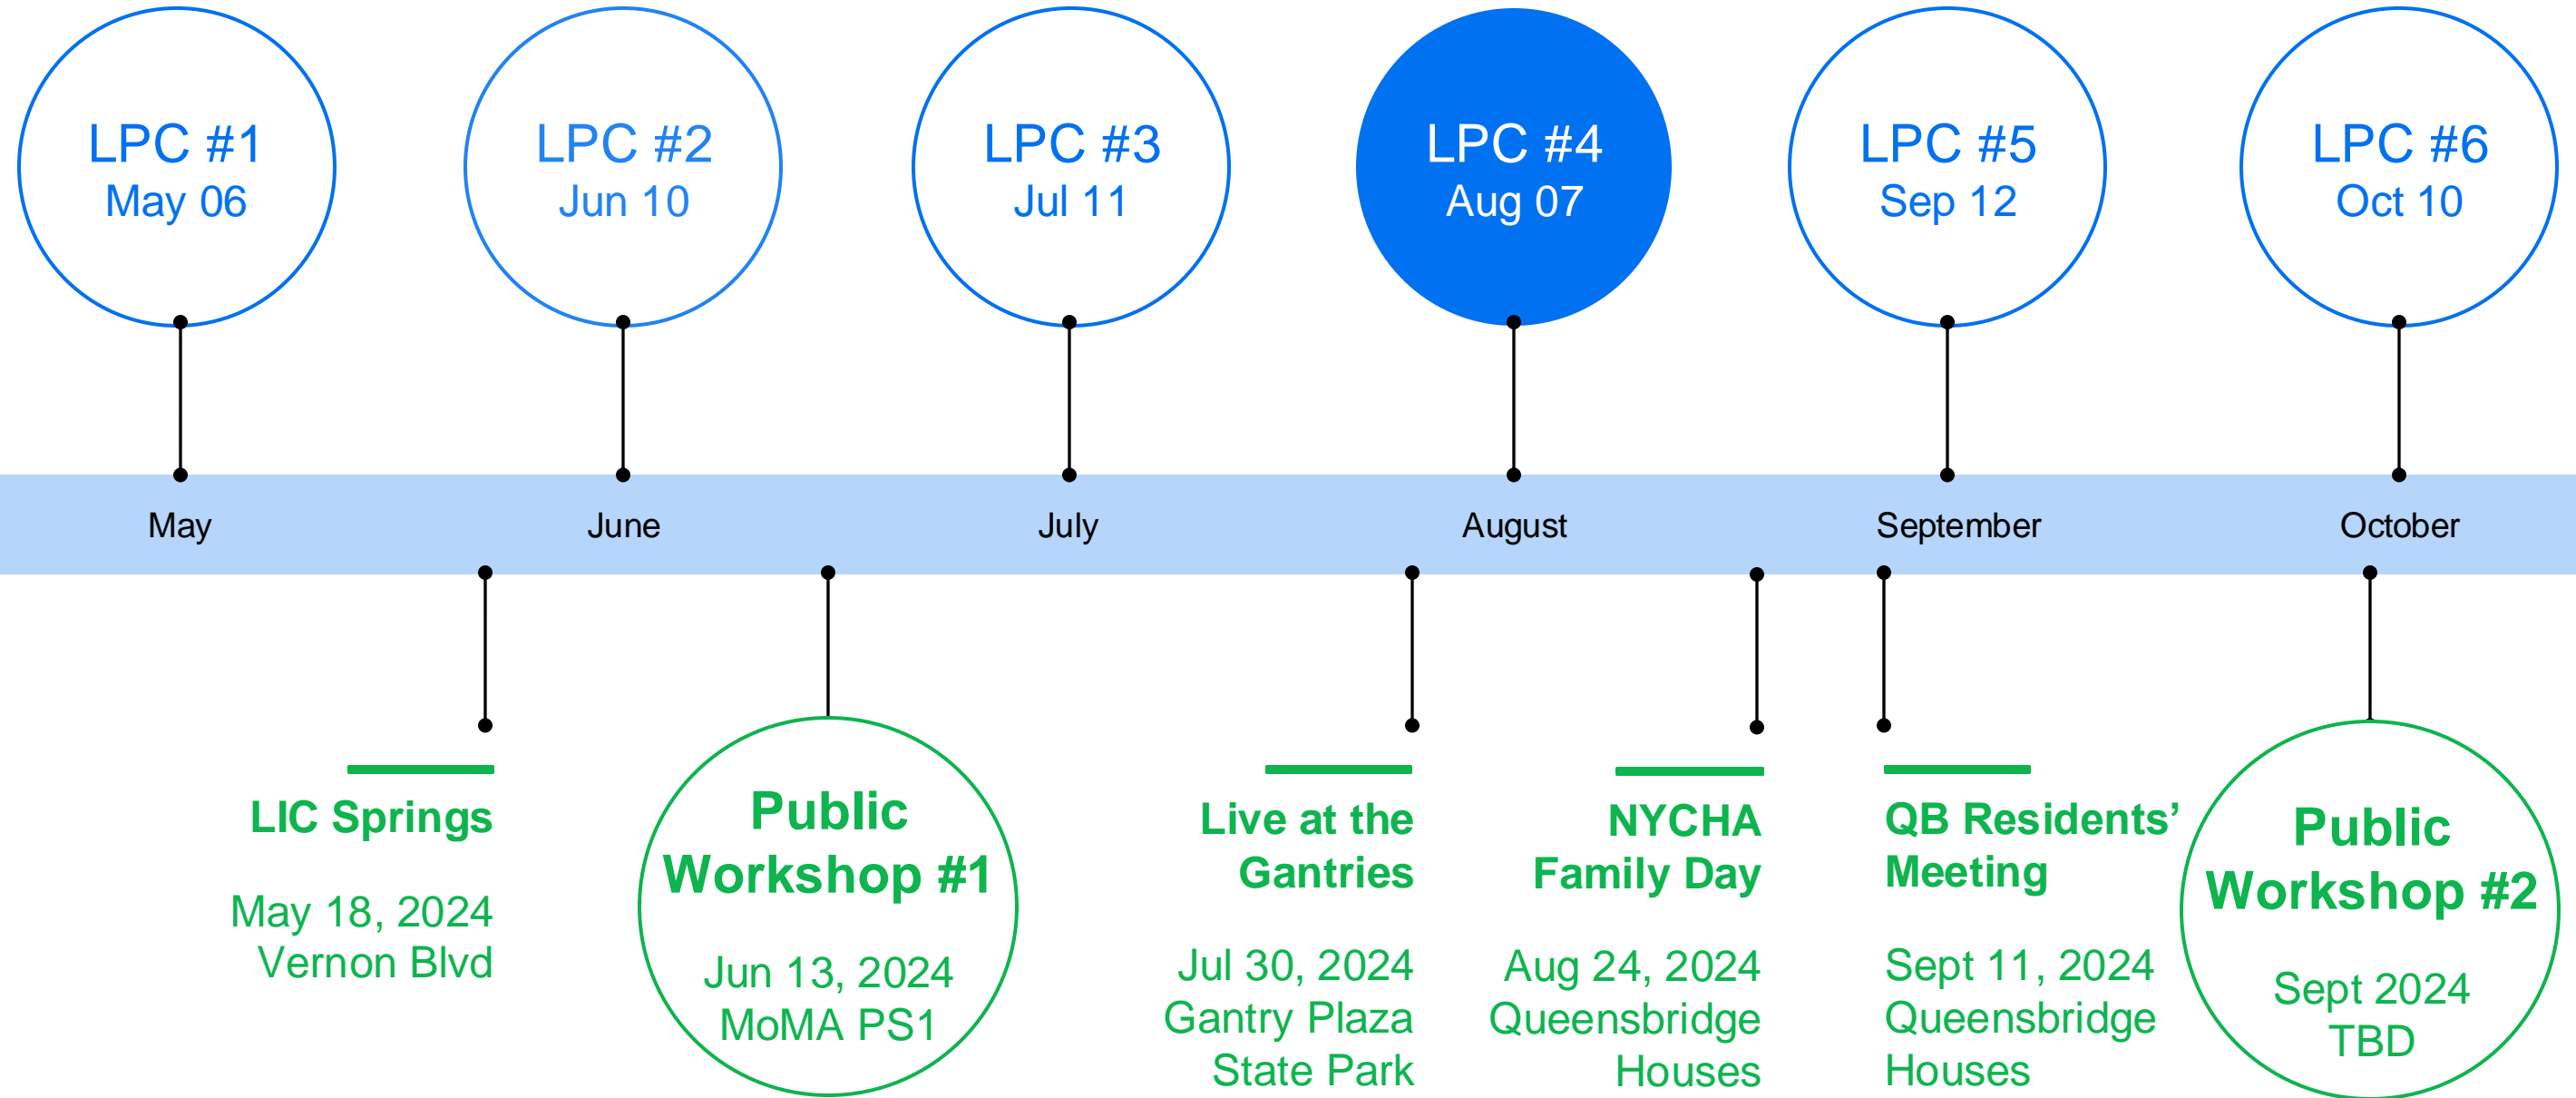 LPC #1
May 06
LPC #2
Jun 10
LPC #3
Jul 11
LPC #4
Aug 07
LPC #5
Sep 12
LPC #6
Oct 10
May
June
July
August
September
October
LIC Springs
May 18, 2024
Vernon Blvd
Public
Workshop #1
Jun 13, 2024
MoMA PS1
Live at the
Gantries
Jul 30, 2024
Gantry Plaza
State Park
NYCHA
Family Day
Aug 24, 2024
Queensbridge
Houses
QB Residents’
Meeting
Sept 11, 2024
Queensbridge
Houses
Public
Workshop #2
Sept 2024
TBD